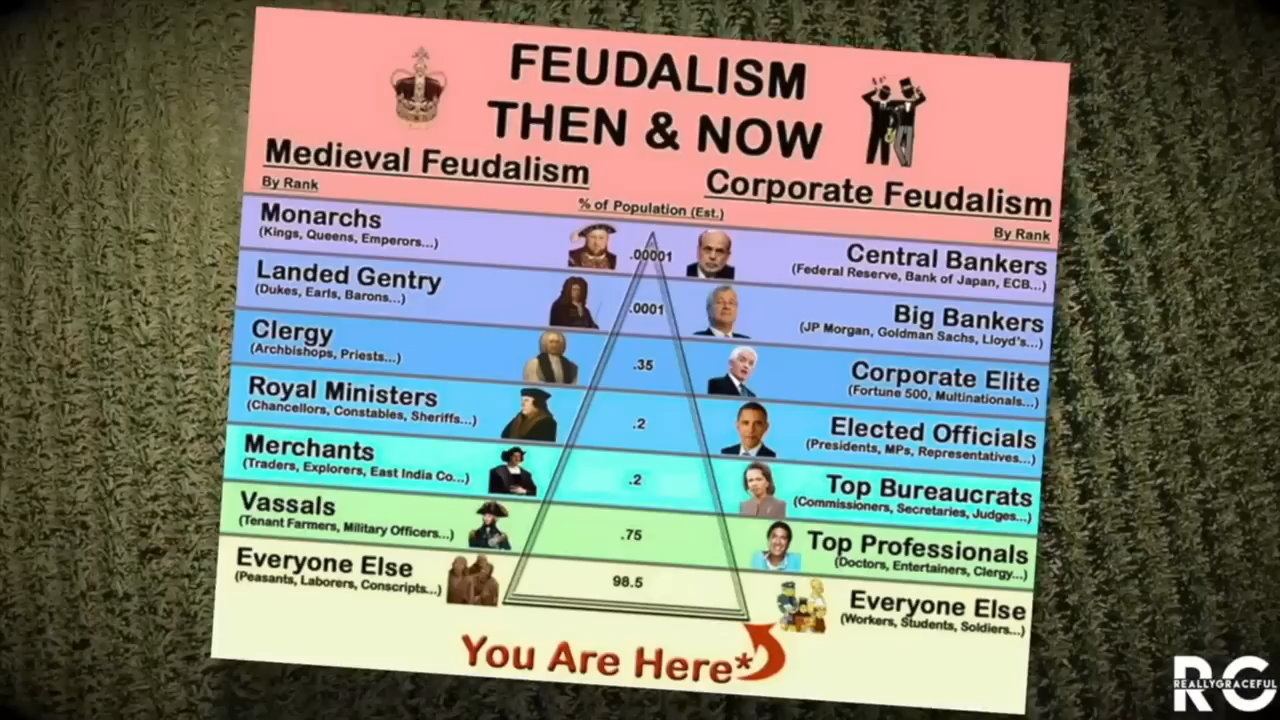 FEUDALISM
THEN & NOW
Medieval Feudalism
By Rank
Corporate Feudalism
By Rank
% of Population (Est.)
Monarchs
(Kings, Queens, Emperors...)
.00001
Central Bankers
(Federal Reserve, Bank of Japan, ECB...)
Landed Gentry
(Dukes, Earls, Barons...)
.0001
Big Bankers
(JP Morgan, Goldman Sachs, Lloyd's...)
Clergy
(Archbishops, Priests...)
.35
Corporate Elite
(Fortune 500, Multinationals...)
Royal Ministers
(Chancellors, Constables, Sheriffs...)
.2
Elected Officials
(Presidents, MPs, Representatives...)
Merchants
(Traders, Explorers, East India Co...)
.2
Top Bureaucrats
(Commissioners, Secretaries, Judges...)
Vassals
(Tenant Farmers, Military Officers...)
.75
Top Professionals
(Doctors, Entertainers, Clergy...)
Everyone Else
(Peasants, Laborers, Conscripts...)
98.5
Everyone Else
(Workers, Students, Soldiers...)
You Are Here*
RG
REALLYGRACEFUL